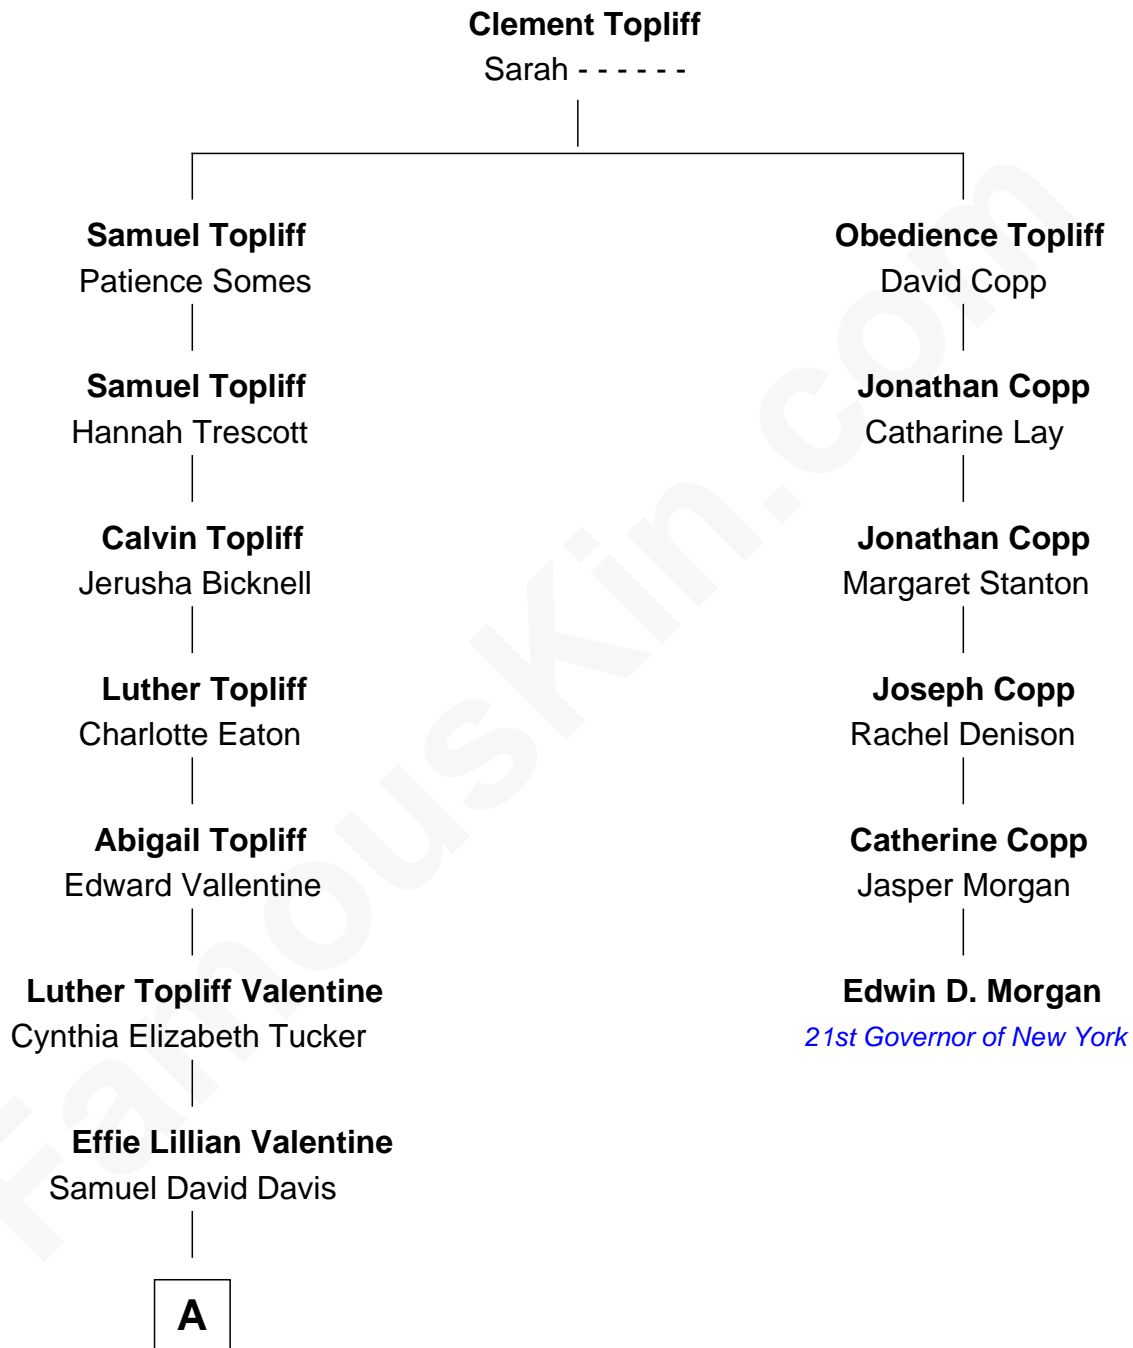 Clement Topliff
Sarah - - - - - -
Samuel Topliff
Patience Somes
Obedience Topliff
David Copp
Samuel Topliff
Hannah Trescott
Jonathan Copp
Catharine Lay
Calvin Topliff
Jerusha Bicknell
Jonathan Copp
Margaret Stanton
Luther Topliff
Charlotte Eaton
Joseph Copp
Rachel Denison
Abigail Topliff
Edward Vallentine
Catherine Copp
Jasper Morgan
Luther Topliff Valentine
Cynthia Elizabeth Tucker
Edwin D. Morgan
21st Governor of New York
Effie Lillian Valentine
Samuel David Davis
A
FamousKin.com